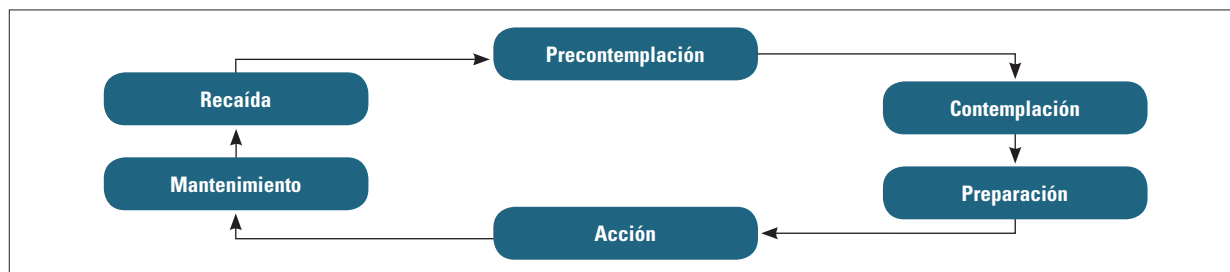 Precontemplación
Recaída
Contemplación
Mantenimiento
Preparación
Acción